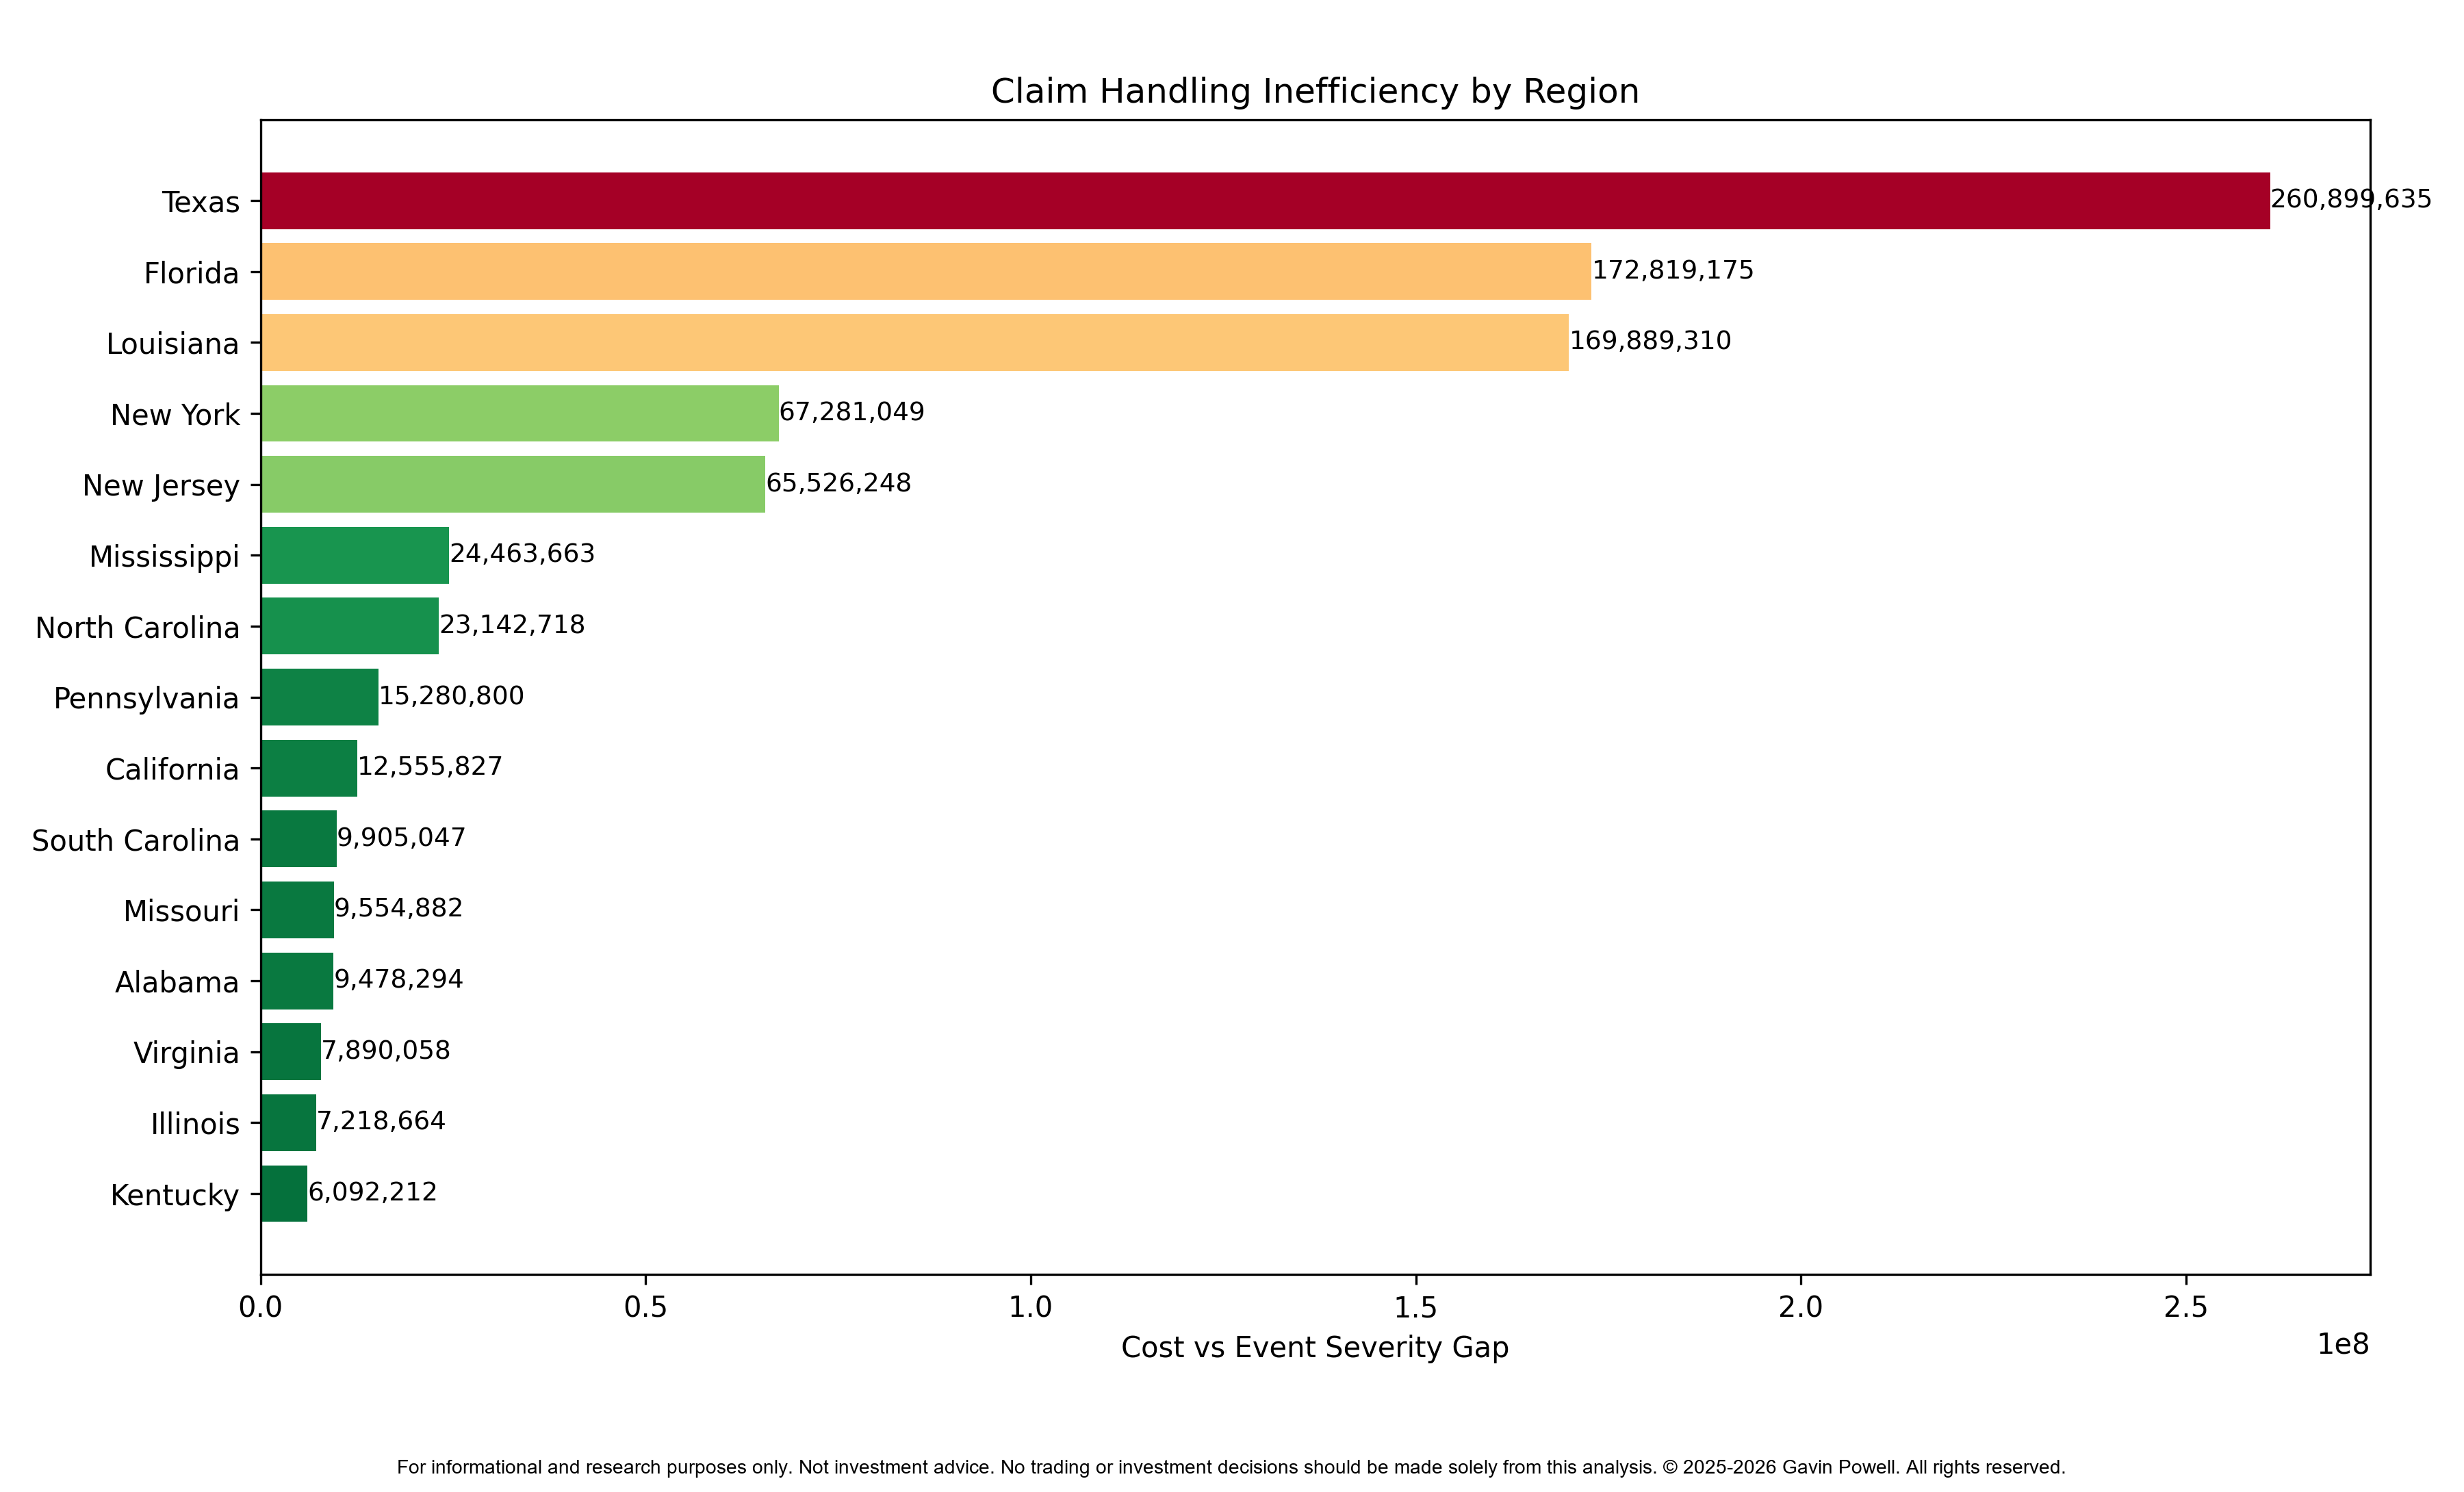 Claim Handling Inefficiency by Region
Texas 260,899,635
Florida 172,819,175
Louisiana 169,889,310
New York 67,281,049
New Jersey 65,526,248
Mississippi 24,463,663
North Carolina 23,142,718
Pennsylvania 15,280,800
California 12,555,827
South Carolina 9,905,047
Missouri 9,554,882
Alabama 9,478,294
Virginia 7,890,058
Illinois 7,218,664
Kentucky 6,092,212
0.0 0.5 1.0 1.5 2.0 2.5
Cost vs Event Severity Gap
1e8
For informational and research purposes only. Not investment advice. No trading or investment decisions should be made solely from this analysis. © 2025-2026 Gavin Powell. All rights reserved.